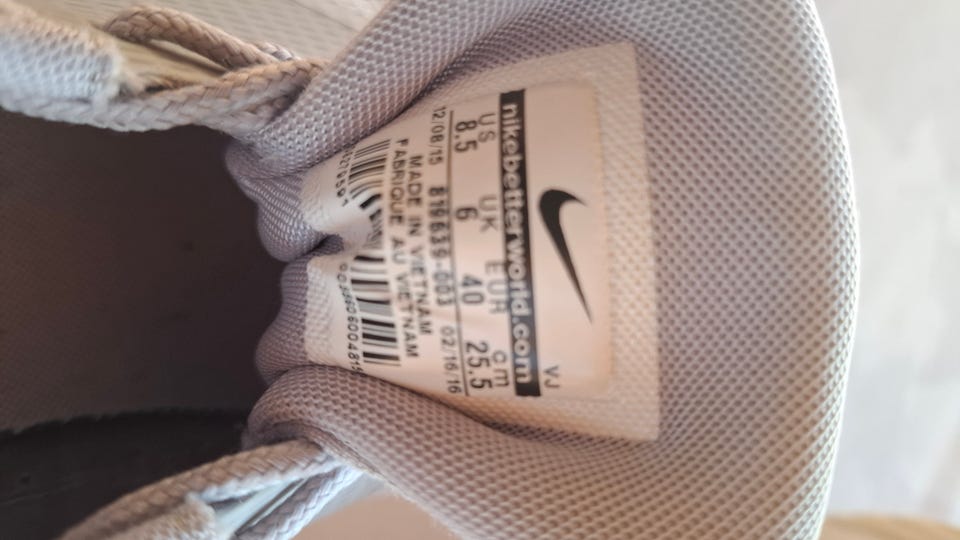 VJ
nikebetterworld.com
US UK EUR cm
8.5 6 40 25.5
12/08/15 819639-003 02/16/16
MADE IN VIETNAM
FABRIQUE AU VIETNAM